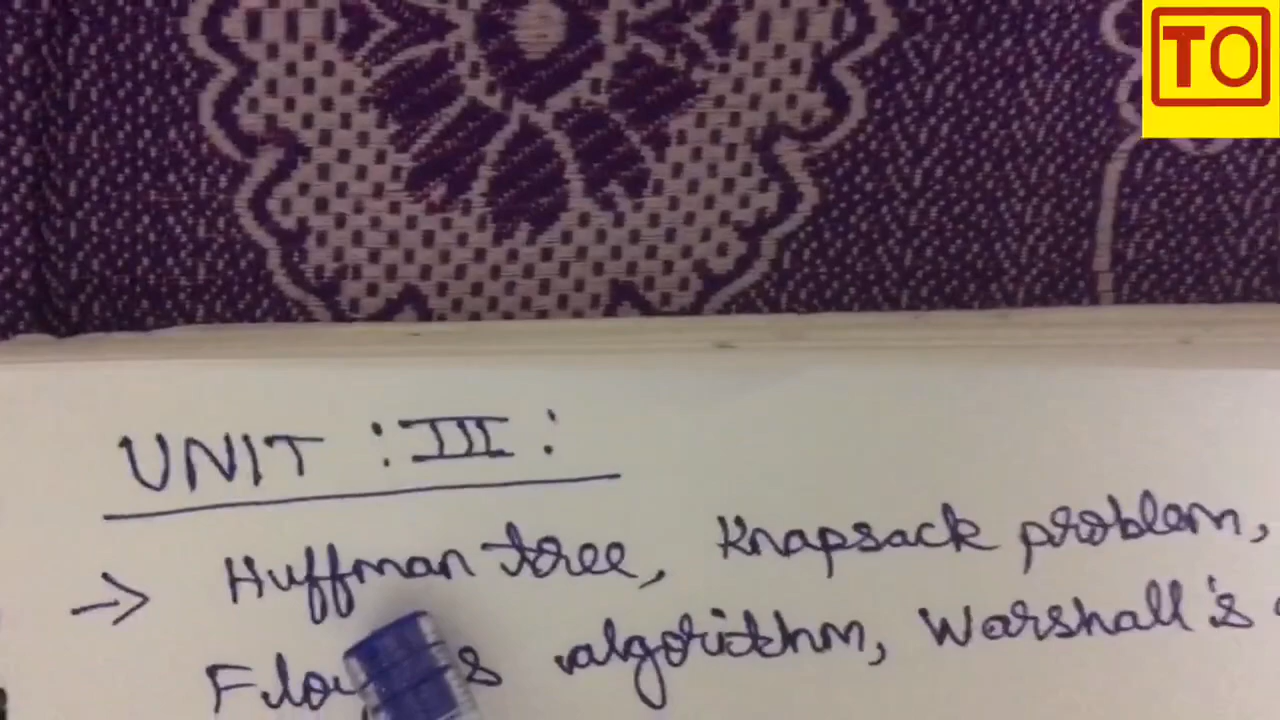 TO
UNIT : III :
→ Huffman tree, Knapsack problem,
algorithm, Warshall's